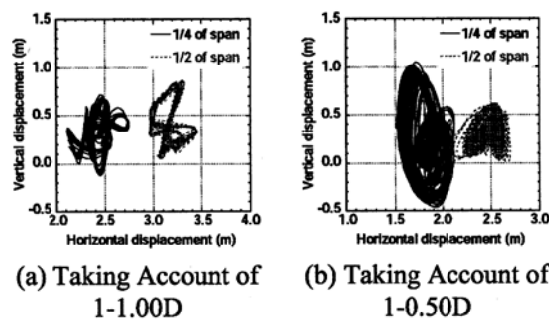 1/4 of span
1/2 of span
Vertical displacement (m)
1.5
1.0
0.5
0.0
-0.5
2.0 2.5 3.0 3.5 4.0
Horizontal displacement (m)
(a) Taking Account of
1-1.00D
1/4 of span
1/2 of span
Vertical displacement (m)
1.5
1.0
0.5
0.0
-0.5
1.0 1.5 2.0 2.5 3.0
Horizontal displacement (m)
(b) Taking Account of
1-0.50D